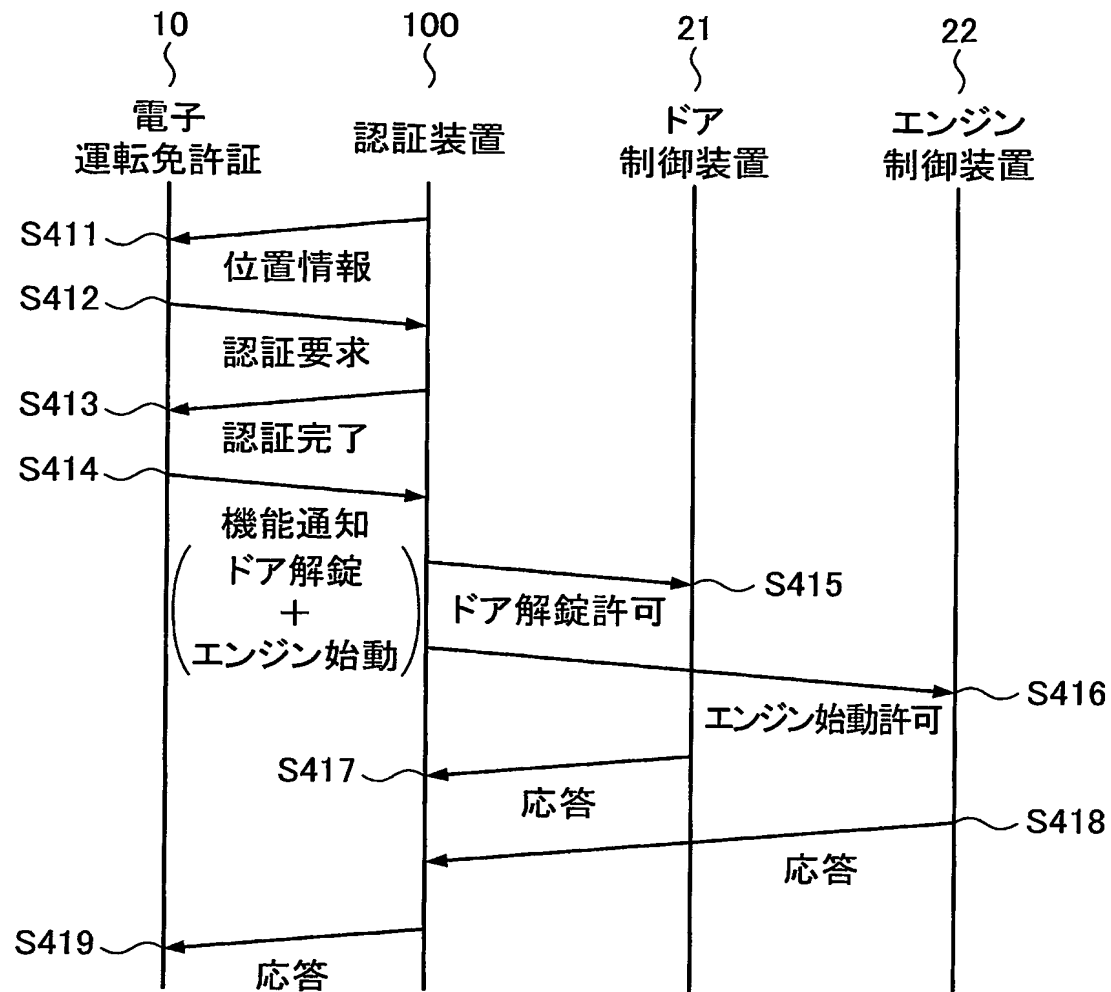 10
100
21
22
電子
運転免許証
認証装置
ドア
制御装置
エンジン
制御装置
S411
位置情報
S412
認証要求
S413
認証完了
S414
機能通知
ドア解錠
+
エンジン始動
S415
ドア解錠許可
S416
エンジン始動許可
S417
応答
S418
応答
S419
応答